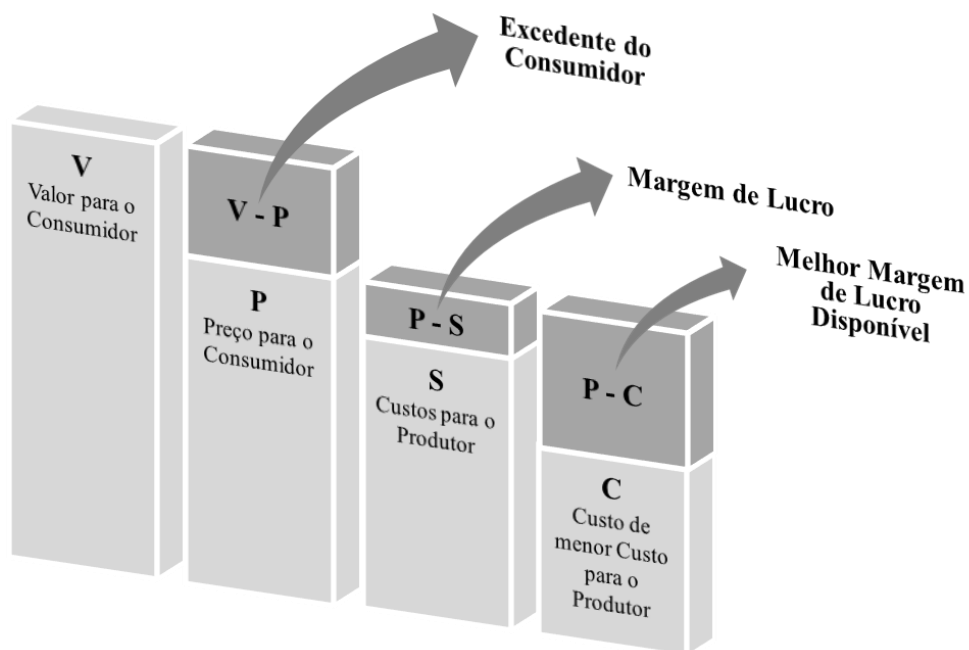 Excedente do
Consumidor
V
Valor para o
Consumidor
V - P
Margem de Lucro
P
Preço para o
Consumidor
P - S
Melhor Margem
de Lucro
Disponível
S
Custos para o
Produtor
P - C
C
Custo de
menor Custo
para o
Produtor